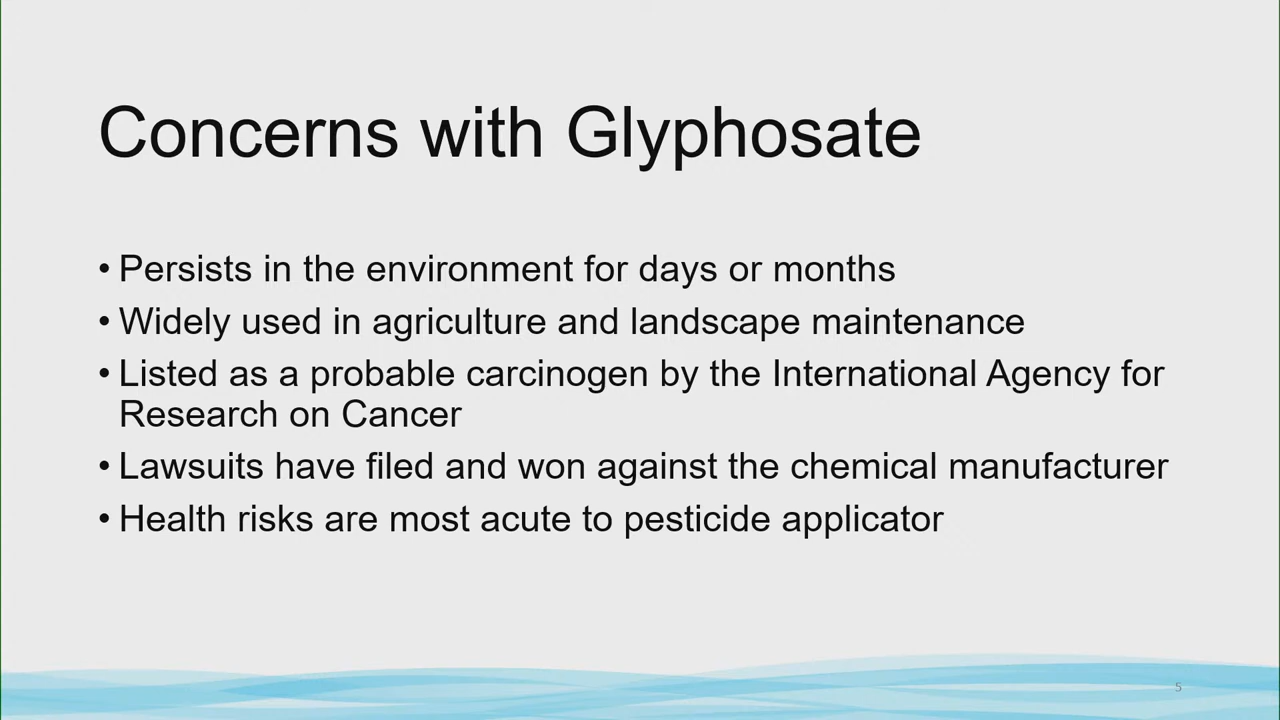 Concerns with Glyphosate
• Persists in the environment for days or months
• Widely used in agriculture and landscape maintenance
• Listed as a probable carcinogen by the International Agency for
Research on Cancer
• Lawsuits have filed and won against the chemical manufacturer
• Health risks are most acute to pesticide applicator
5